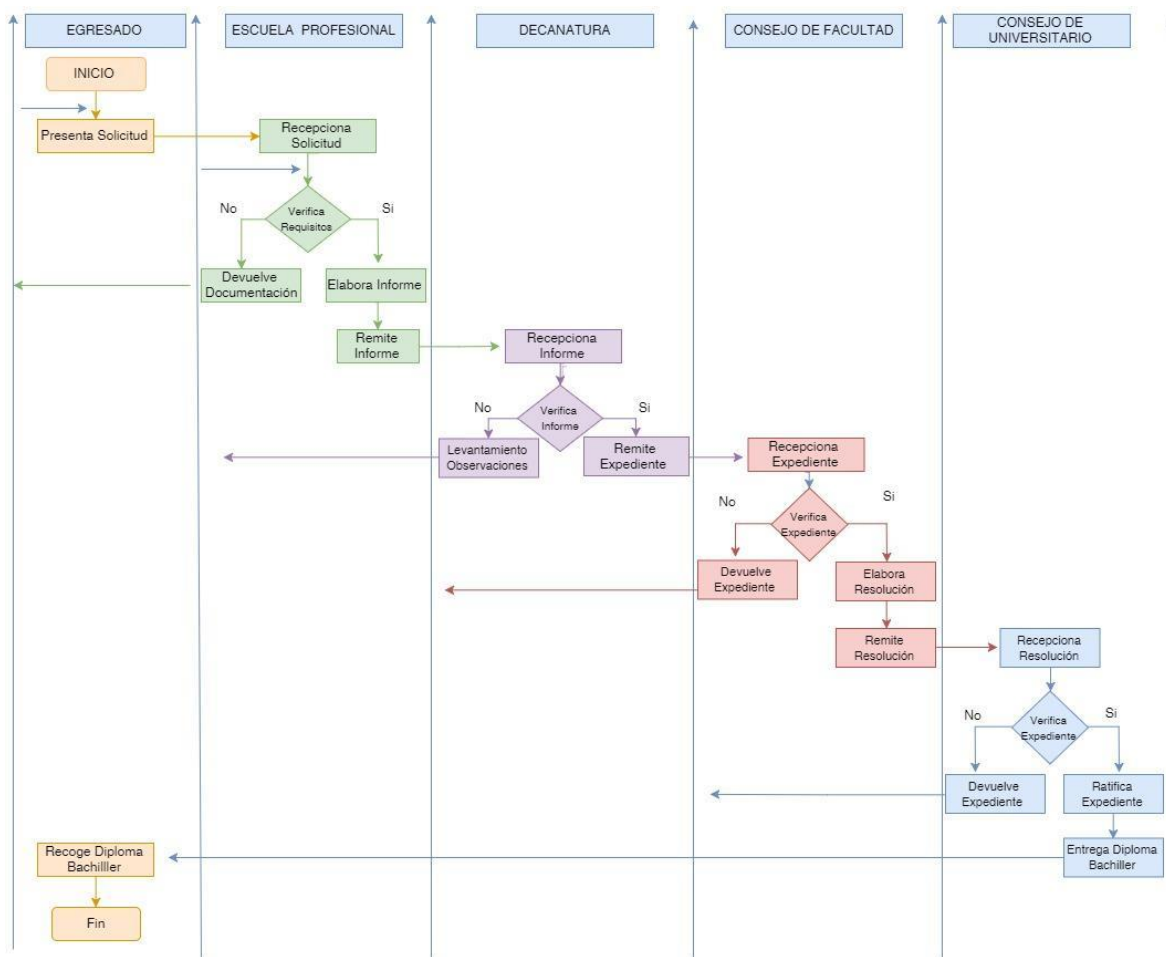 EGRESADO
ESCUELA PROFESIONAL
DECANATURA
CONSEJO DE FACULTAD
CONSEJO DE
UNIVERSITARIO
INICIO
Presenta Solicitud
Recepciona
Solicitud
No
Si
Verifica
Requisitos
Devuelve
Documentación
Elabora Informe
Remite
Informe
Recepciona
Informe
No
Si
Verifica
Informe
Levantamiento
Observaciones
Remite
Expediente
Recepciona
Expediente
No
Si
Verifica
Expediente
Devuelve
Expediente
Elabora
Resolución
Remite
Resolución
Recepciona
Resolución
No
Si
Verifica
Expediente
Devuelve
Expediente
Ratifica
Expediente
Entrega Diploma
Bachiller
Recoge Diploma
Bachilller
Fin